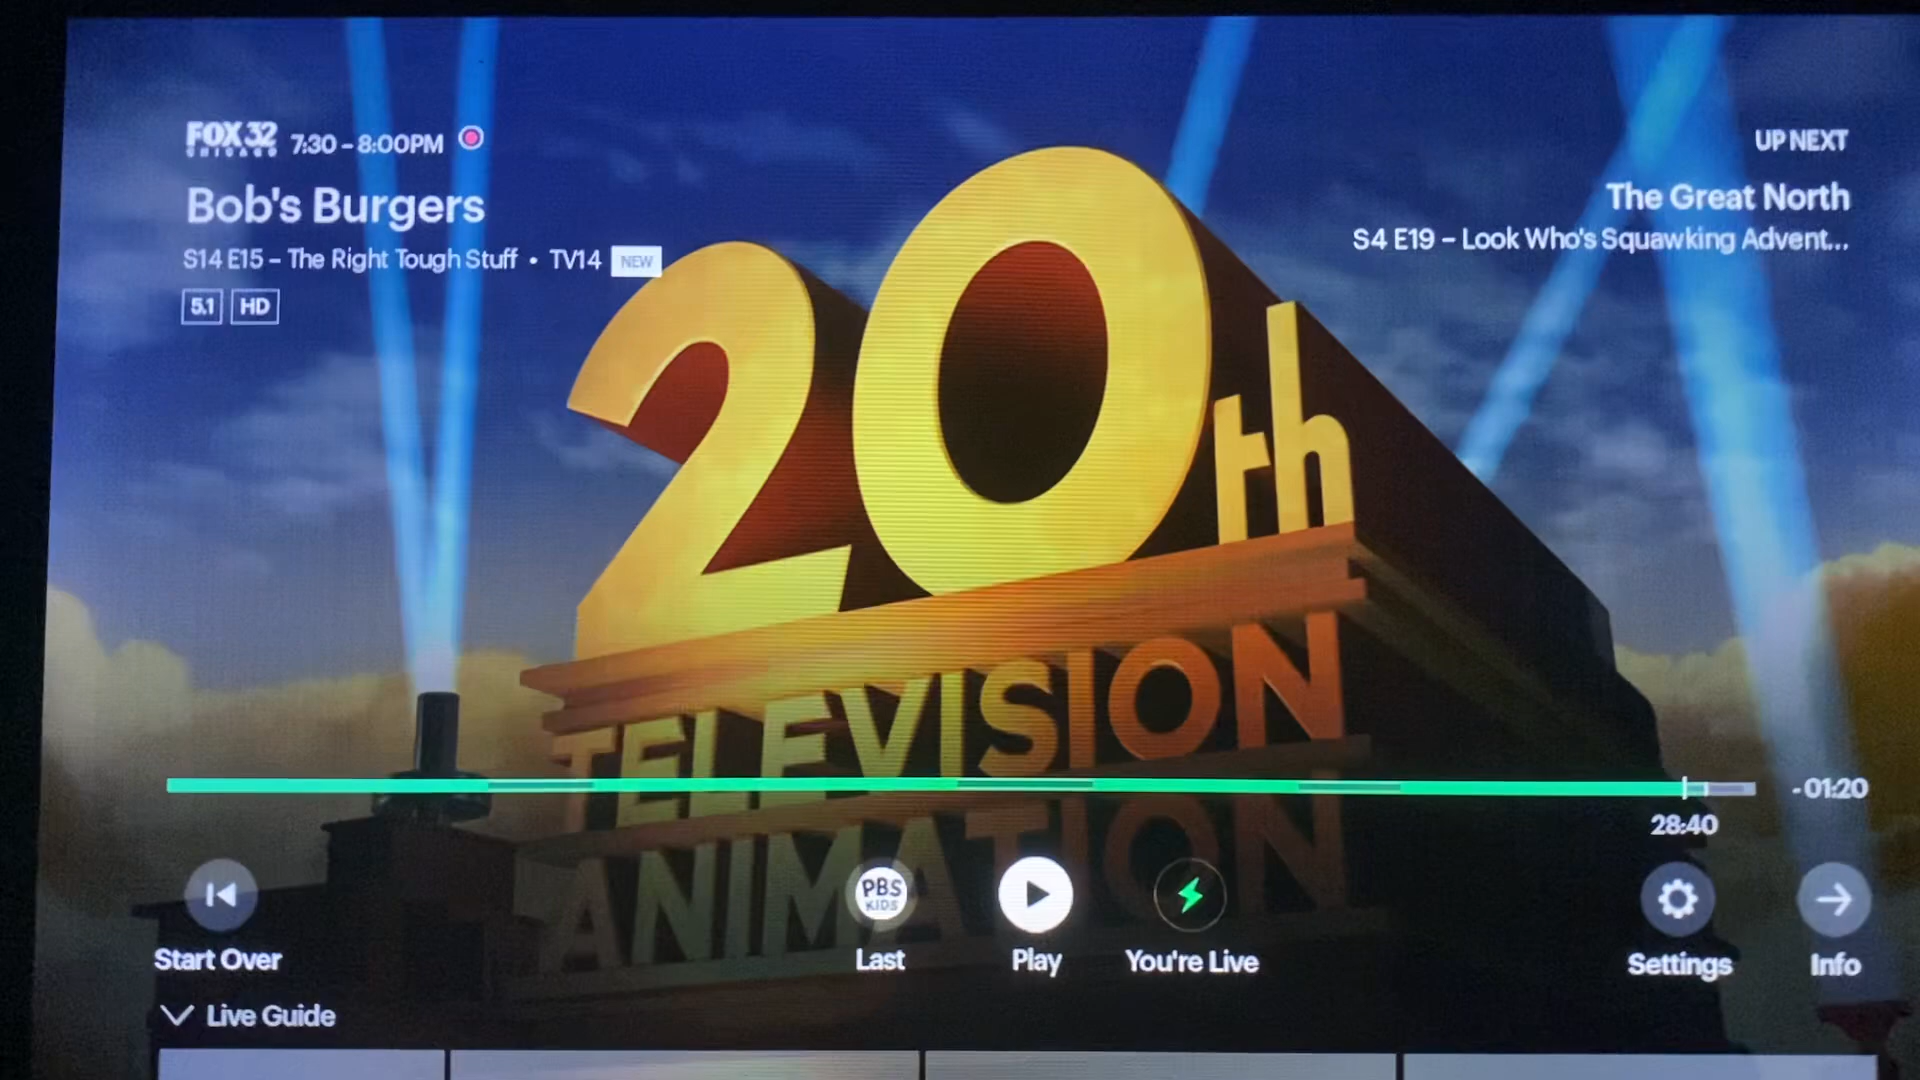 FOX 32 7:30 – 8:00PM
CHICAGO
Bob's Burgers
S14 E15 – The Right Tough Stuff • TV14 NEW
5.1 HD
UP NEXT
The Great North
S4 E19 – Look Who's Squawking Advent...
20th
TELEVISION
ANIMATION
-01:20
28:40
PBS
KIDS
Start Over
Last
Play
You're Live
Settings
Info
Live Guide